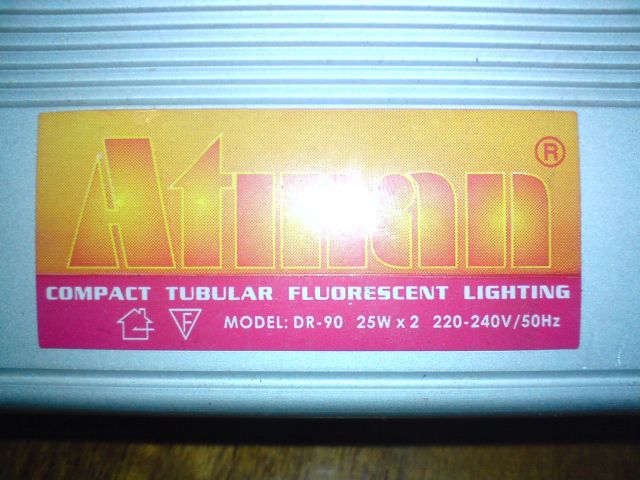 Atman ®
COMPACT TUBULAR FLUORESCENT LIGHTING
F MODEL: DR-90 25W x 2 220-240V/50Hz